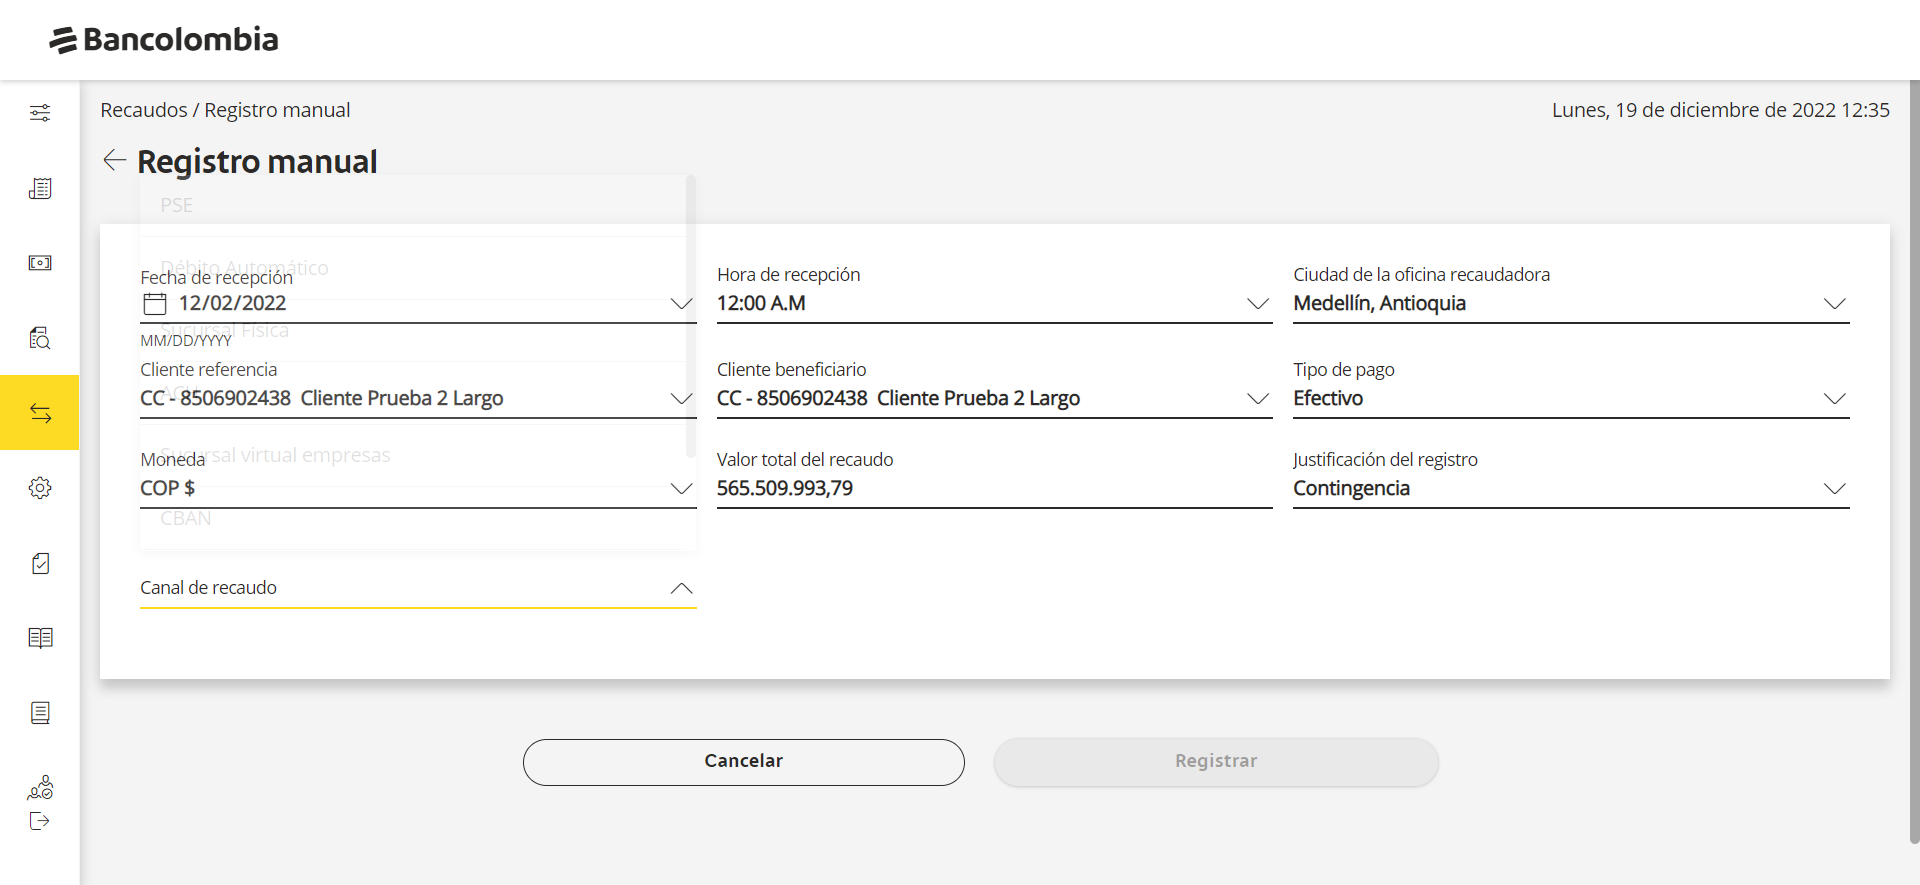 Bancolombia
Recaudos / Registro manual
Lunes, 19 de diciembre de 2022 12:35
Registro manual
PSE
Débito Automático
Fecha de recepción
12/02/2022
Sucursal Física
MM/DD/YYYY
Hora de recepción
12:00 A.M
Ciudad de la oficina recaudadora
Medellín, Antioquia
Cliente referencia
ACH
CC - 8506902438 Cliente Prueba 2 Largo
Cliente beneficiario
CC - 8506902438 Cliente Prueba 2 Largo
Tipo de pago
Efectivo
Sucursal virtual empresas
Moneda
COP $
CBAN
Valor total del recaudo
565.509.993,79
Justificación del registro
Contingencia
Canal de recaudo
Cancelar
Registrar